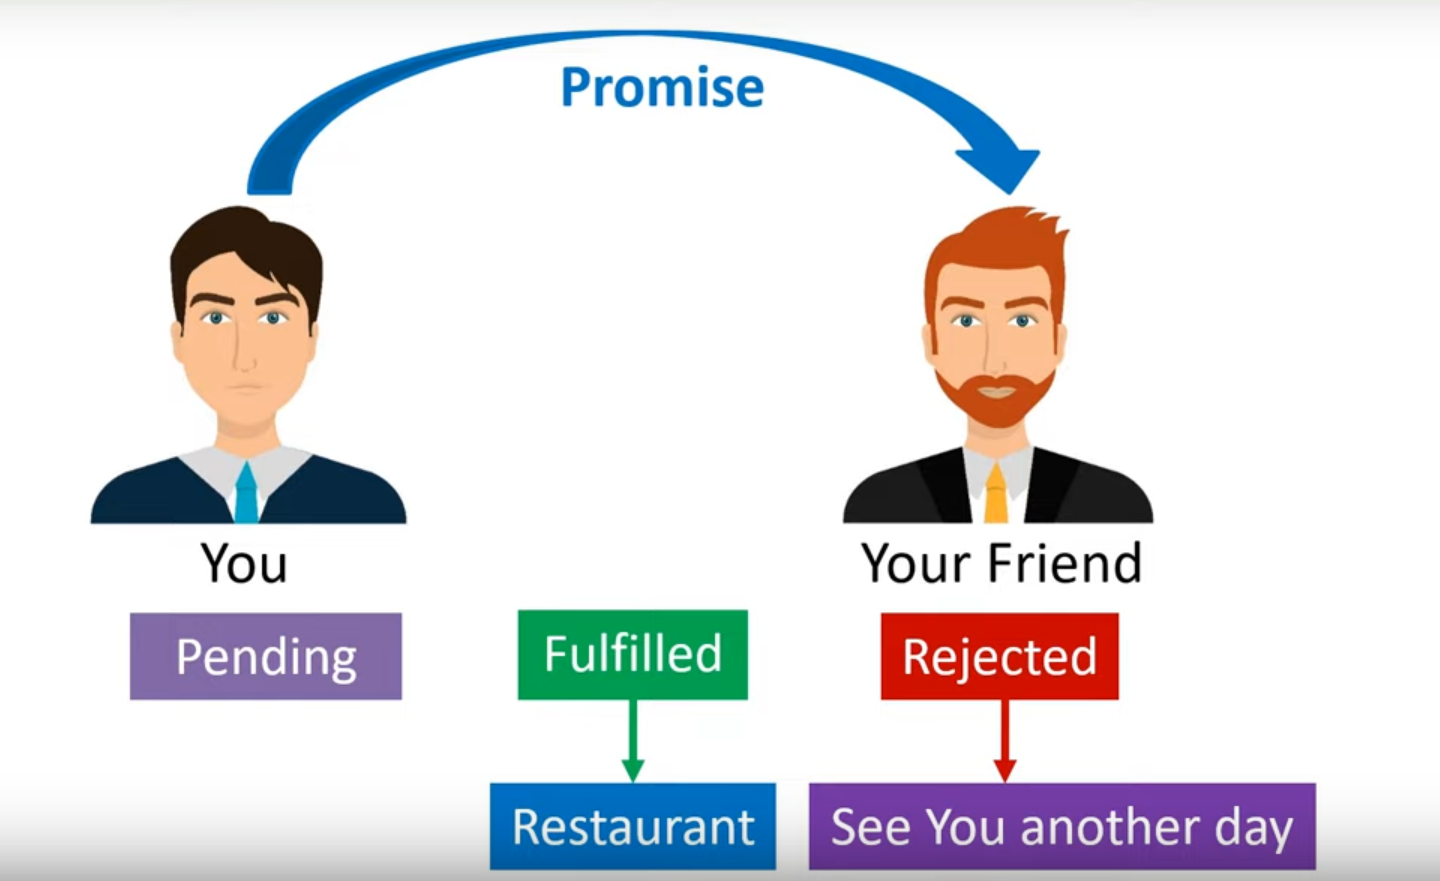 Promise
You
Your Friend
Pending
Fulfilled
Rejected
Restaurant
See You another day